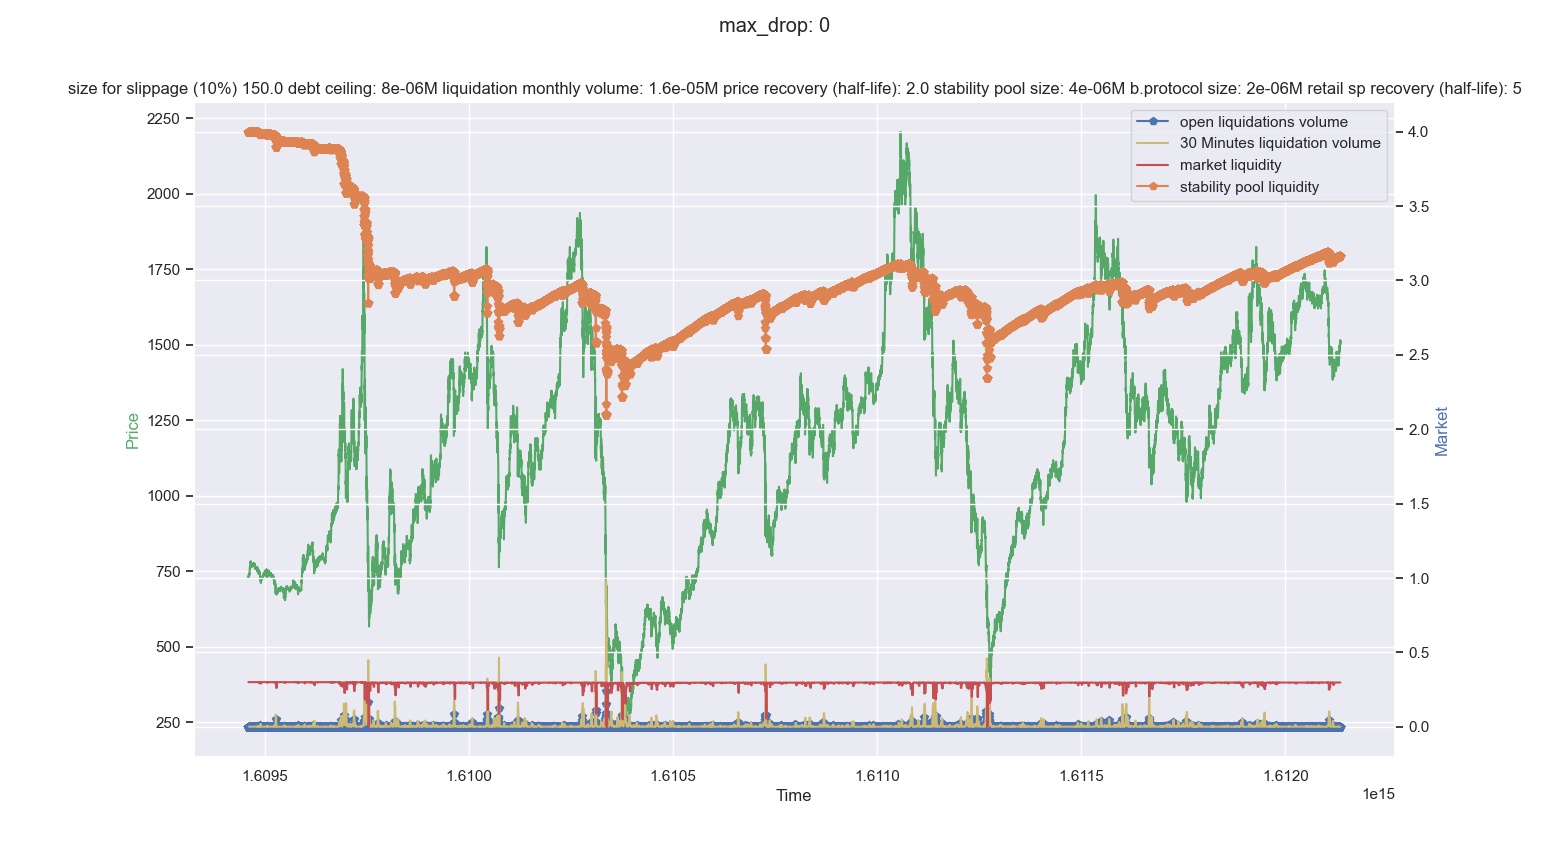 max_drop: 0
size for slippage (10%) 150.0 debt ceiling: 8e-06M liquidation monthly volume: 1.6e-05M price recovery (half-life): 2.0 stability pool size: 4e-06M b.protocol size: 2e-06M retail sp recovery (half-life): 5
open liquidations volume
30 Minutes liquidation volume
market liquidity
stability pool liquidity
2250
2000
1750
1500
1250
1000
750
500
250
Price
4.0
3.5
3.0
2.5
2.0
1.5
1.0
0.5
0.0
Market
1.6095 1.6100 1.6105 1.6110 1.6115 1.6120
Time
1e15